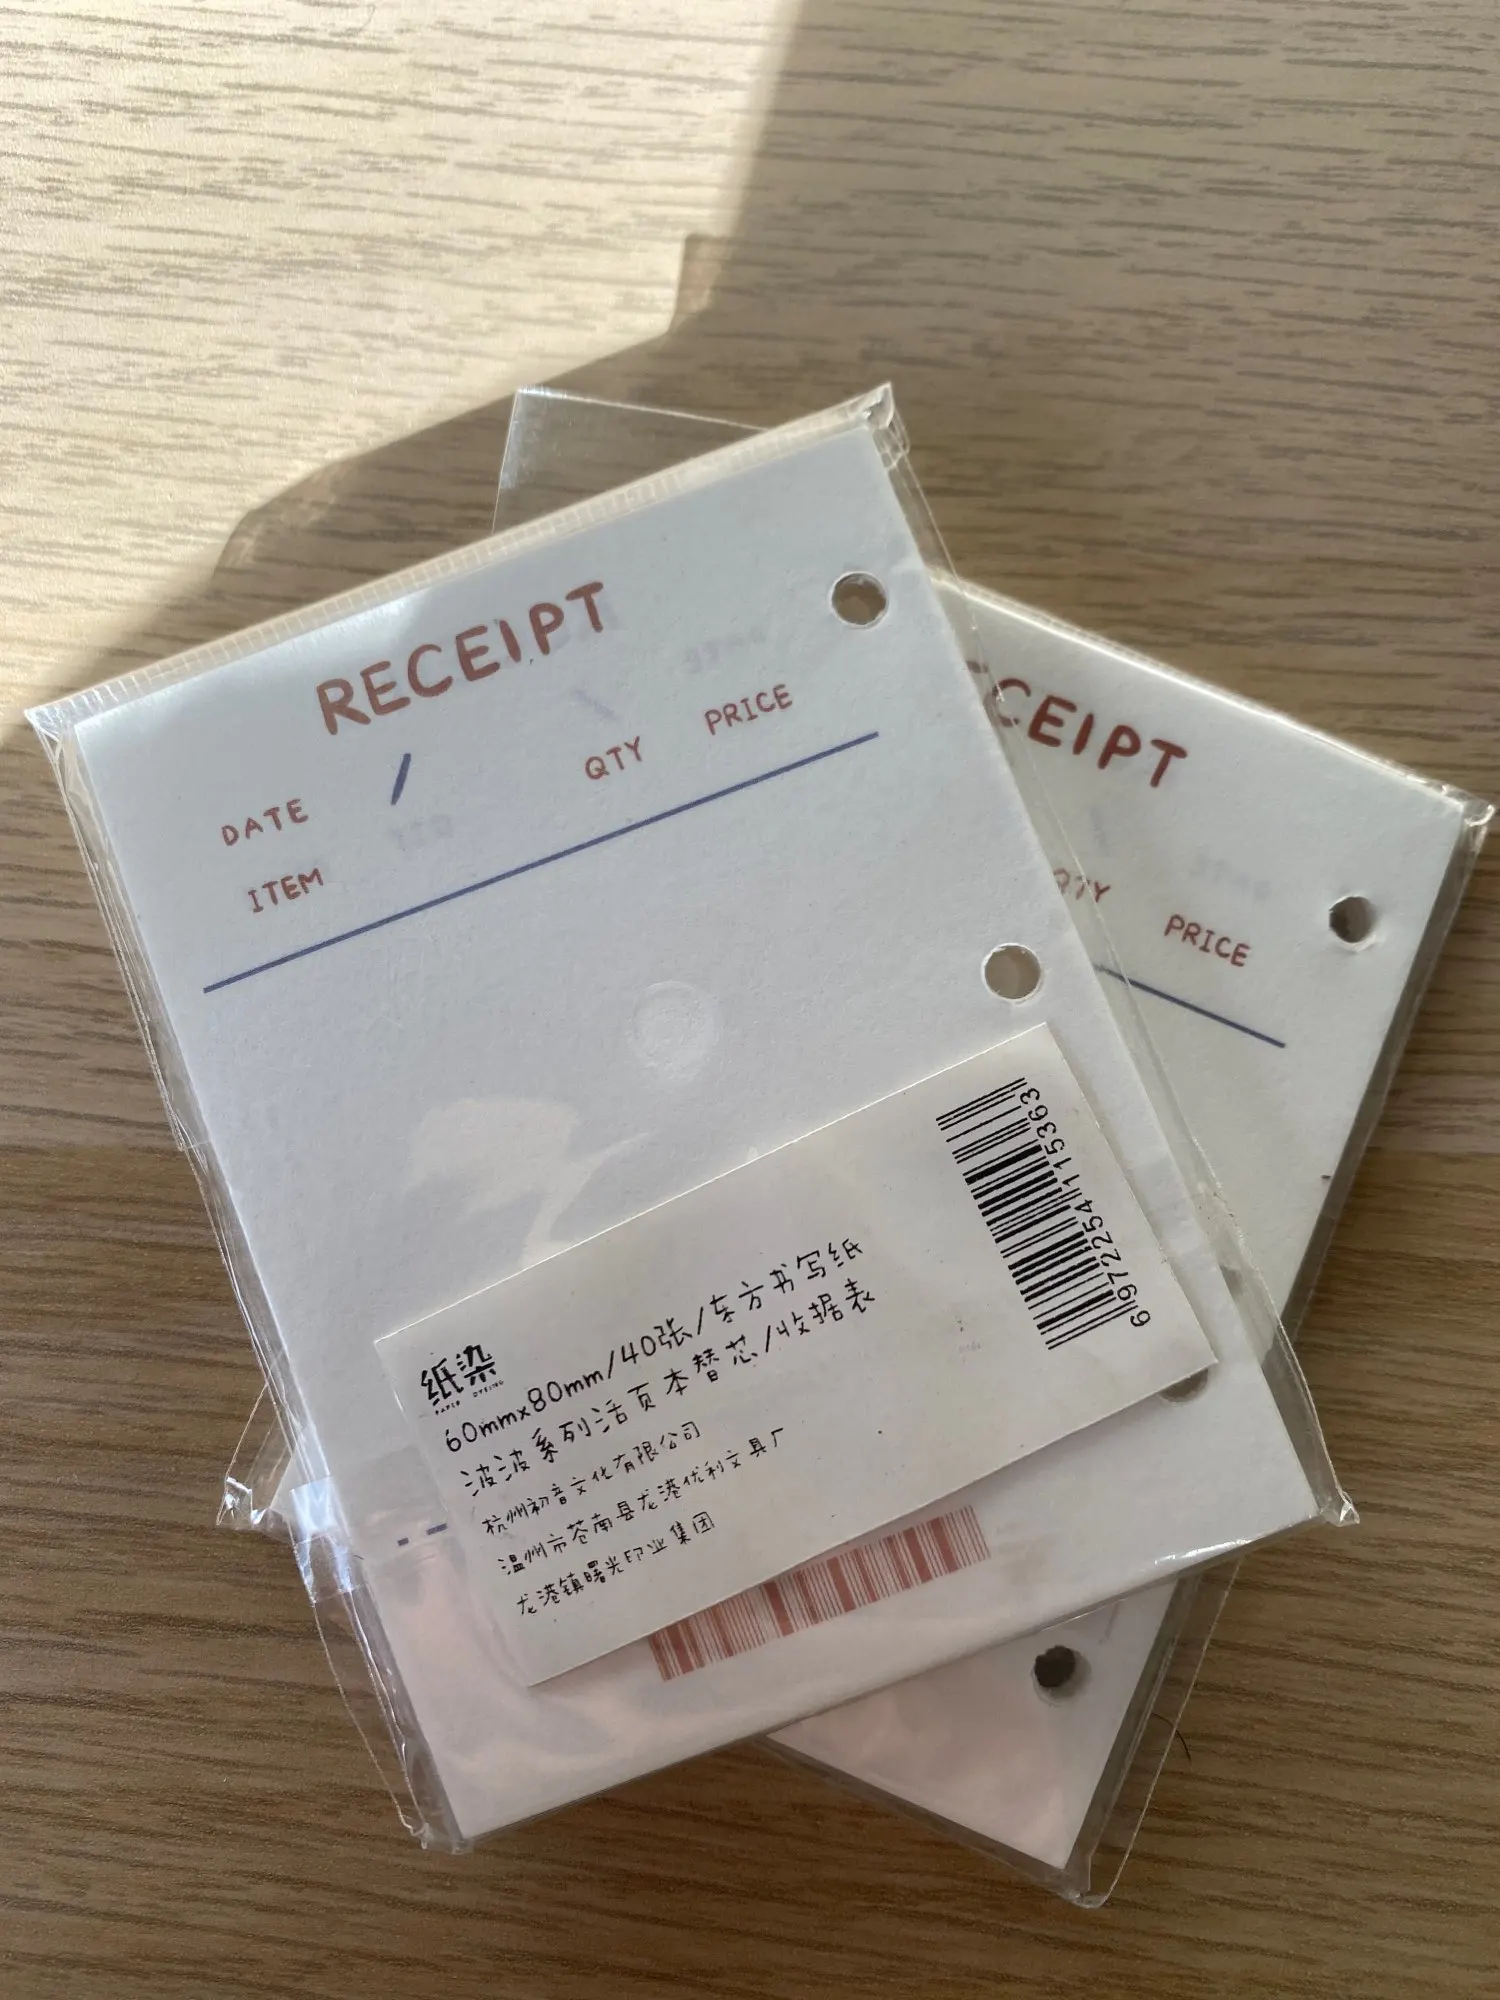 RECEIPT
DATE / QTY PRICE
ITEM
纸染
PAPER DYEING
60mmx80mm/40张/东方书写纸
波波系列活页本替芯/收据表
杭州初音文化有限公司
温州市苍南县龙港优利文具厂
龙港镇曙光印业集团
6972254115363
CEIPT
QTY PRICE